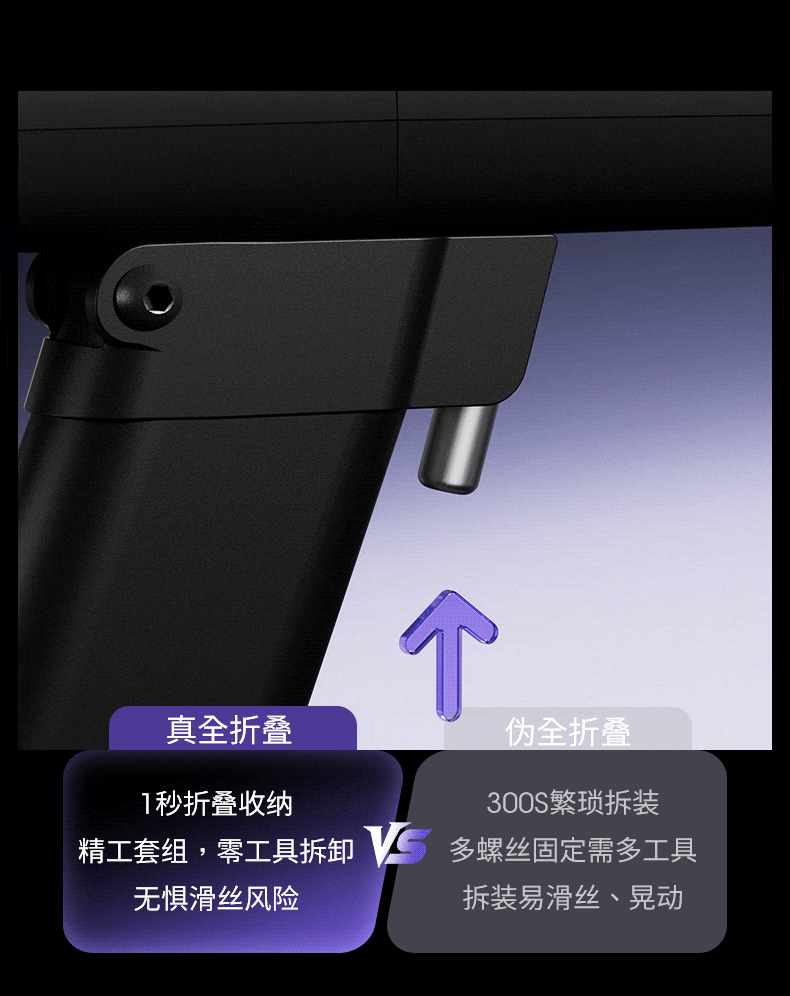 真全折叠
1秒折叠收纳
精工套组，零工具拆卸
无惧滑丝风险
VS
伪全折叠
300S繁琐拆装
多螺丝固定需多工具
拆装易滑丝、晃动